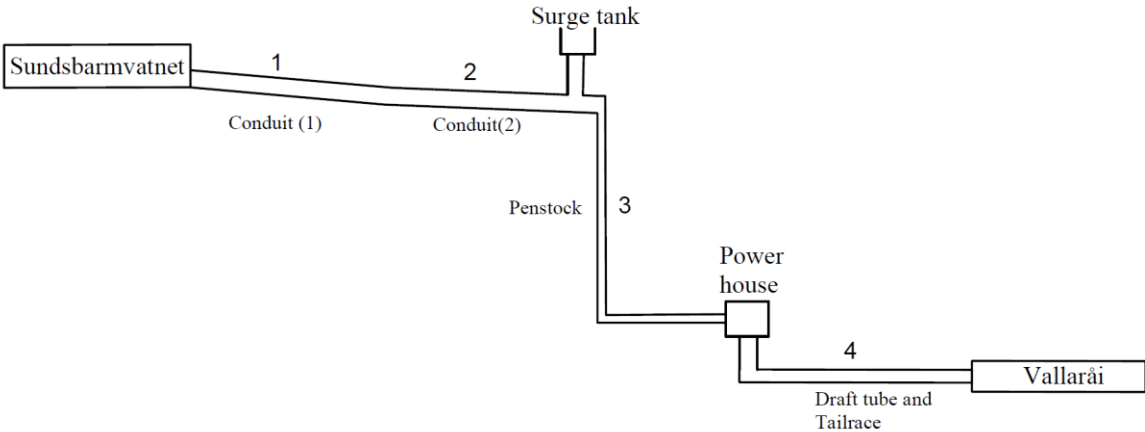 Surge tank
Sundsbarmvatnet
1
2
Conduit (1)
Conduit(2)
Penstock
3
Power
house
4
Vallaråi
Draft tube and
Tailrace